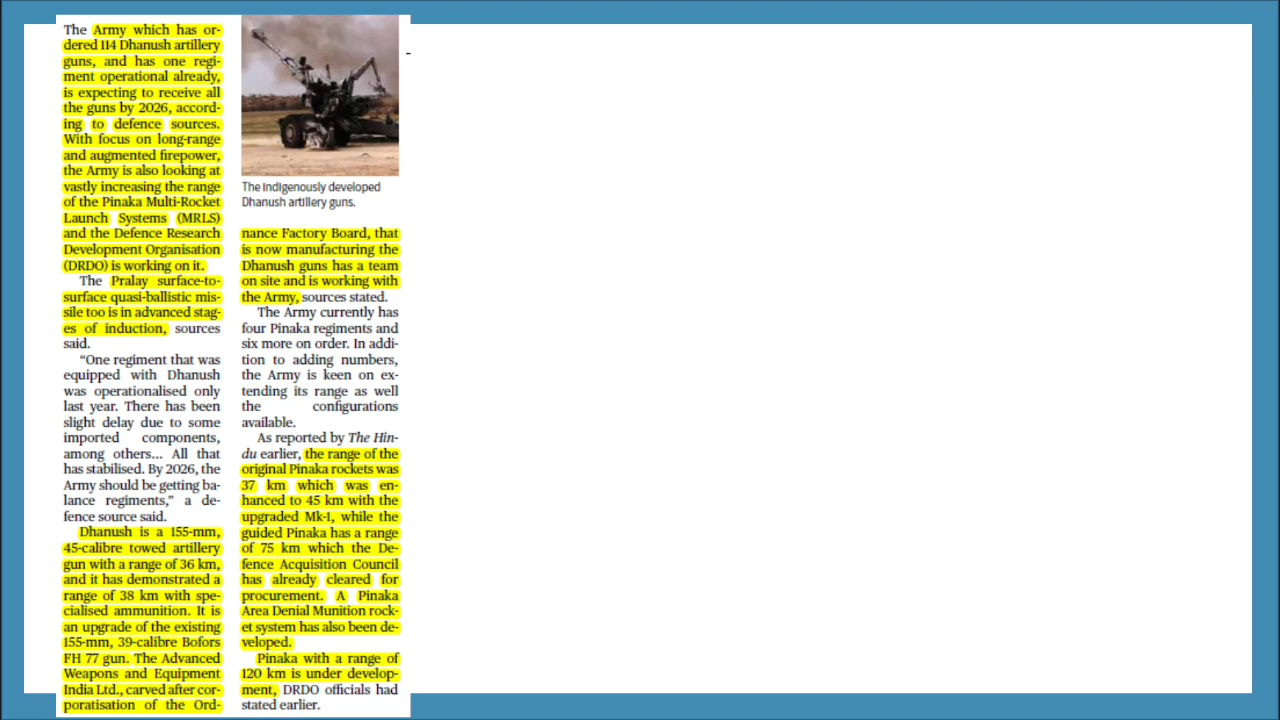 The Army which has or-
dered 114 Dhanush artillery
guns, and has one regi-
ment operational already,
is expecting to receive all
the guns by 2026, accord-
ing to defence sources.
With focus on long-range
and augmented firepower,
the Army is also looking at
vastly increasing the range
of the Pinaka Multi-Rocket
Launch Systems (MRLS)
and the Defence Research
Development Organisation
(DRDO) is working on it.
The Pralay surface-to-
surface quasi-ballistic mis-
sile too is in advanced stag-
es of induction, sources
said.
“One regiment that was
equipped with Dhanush
was operationalised only
last year. There has been
slight delay due to some
imported components,
among others... All that
has stabilised. By 2026, the
Army should be getting ba-
lance regiments,” a de-
fence source said.
Dhanush is a 155-mm,
45-calibre towed artillery
gun with a range of 36 km,
and it has demonstrated a
range of 38 km with spe-
cialised ammunition. It is
an upgrade of the existing
155-mm, 39-calibre Bofors
FH 77 gun. The Advanced
Weapons and Equipment
India Ltd., carved after cor-
poratisation of the Ord-
The indigenously developed
Dhanush artillery guns.
nance Factory Board, that
is now manufacturing the
Dhanush guns has a team
on site and is working with
the Army, sources stated.
The Army currently has
four Pinaka regiments and
six more on order. In addi-
tion to adding numbers,
the Army is keen on ex-
tending its range as well
the configurations
available.
As reported by The Hin-
du earlier, the range of the
original Pinaka rockets was
37 km which was en-
hanced to 45 km with the
upgraded Mk-1, while the
guided Pinaka has a range
of 75 km which the De-
fence Acquisition Council
has already cleared for
procurement. A Pinaka
Area Denial Munition rock-
et system has also been de-
veloped.
Pinaka with a range of
120 km is under develop-
ment, DRDO officials had
stated earlier.
-